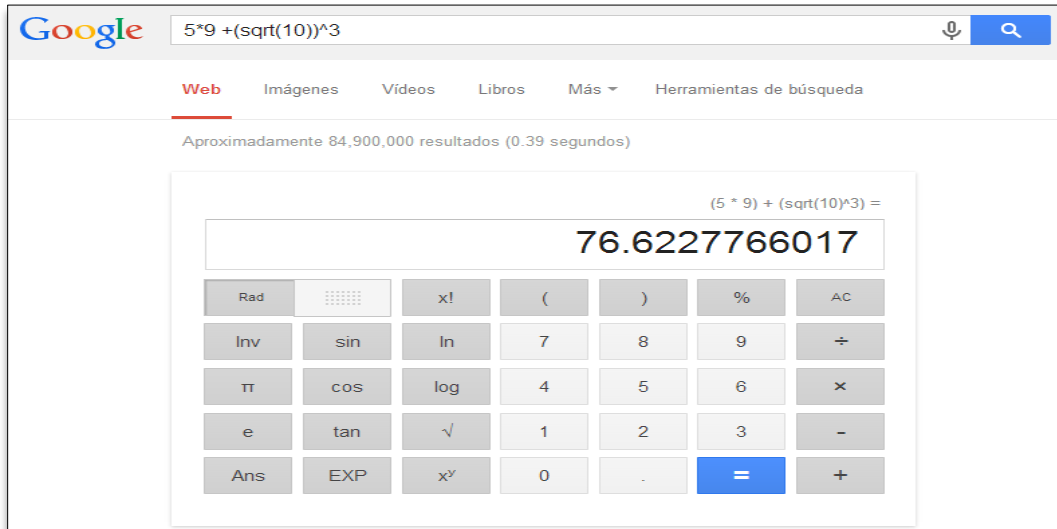 Google 5*9 +(sqrt(10))^3
Web Imágenes Vídeos Libros Más Herramientas de búsqueda
Aproximadamente 84,900,000 resultados (0.39 segundos)
(5 * 9) + (sqrt(10)^3) =
76.6227766017
Rad x! ( ) % AC
Inv sin ln 7 8 9 ÷
π cos log 4 5 6 ×
e tan √ 1 2 3 -
Ans EXP xʸ 0 . = +